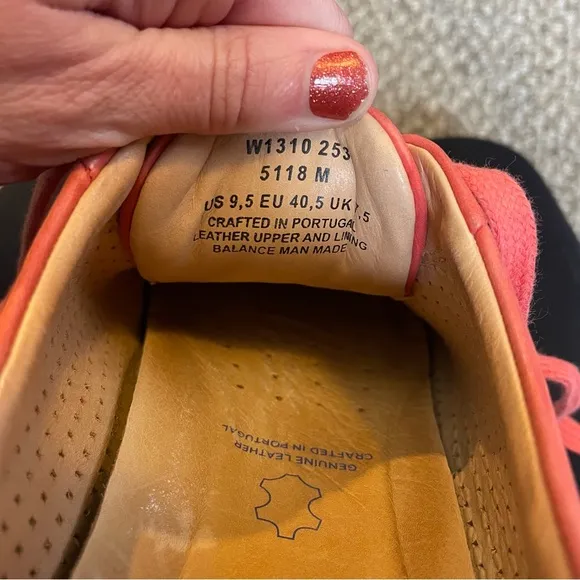 W1310 253
5118 M
US 9,5 EU 40,5 UK 7,5
CRAFTED IN PORTUGAL
LEATHER UPPER AND LINING
BALANCE MAN MADE
GENUINE LEATHER
CRAFTED IN PORTUGAL